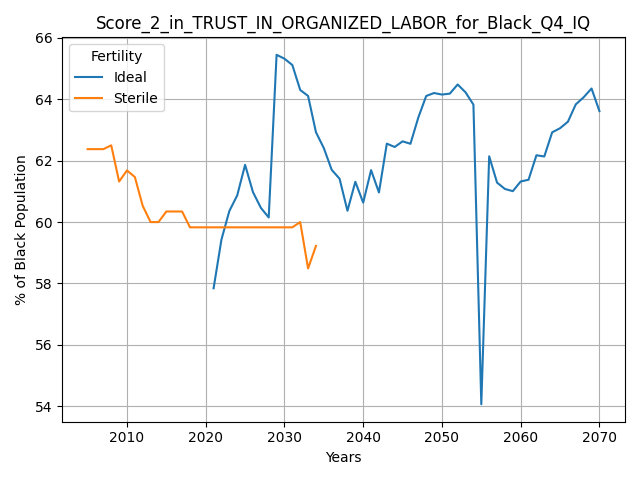 Score_2_in_TRUST_IN_ORGANIZED_LABOR_for_Black_Q4_IQ
66
64
62
60
58
56
54
% of Black Population
Fertility
Ideal
Sterile
2010 2020 2030 2040 2050 2060 2070
Years